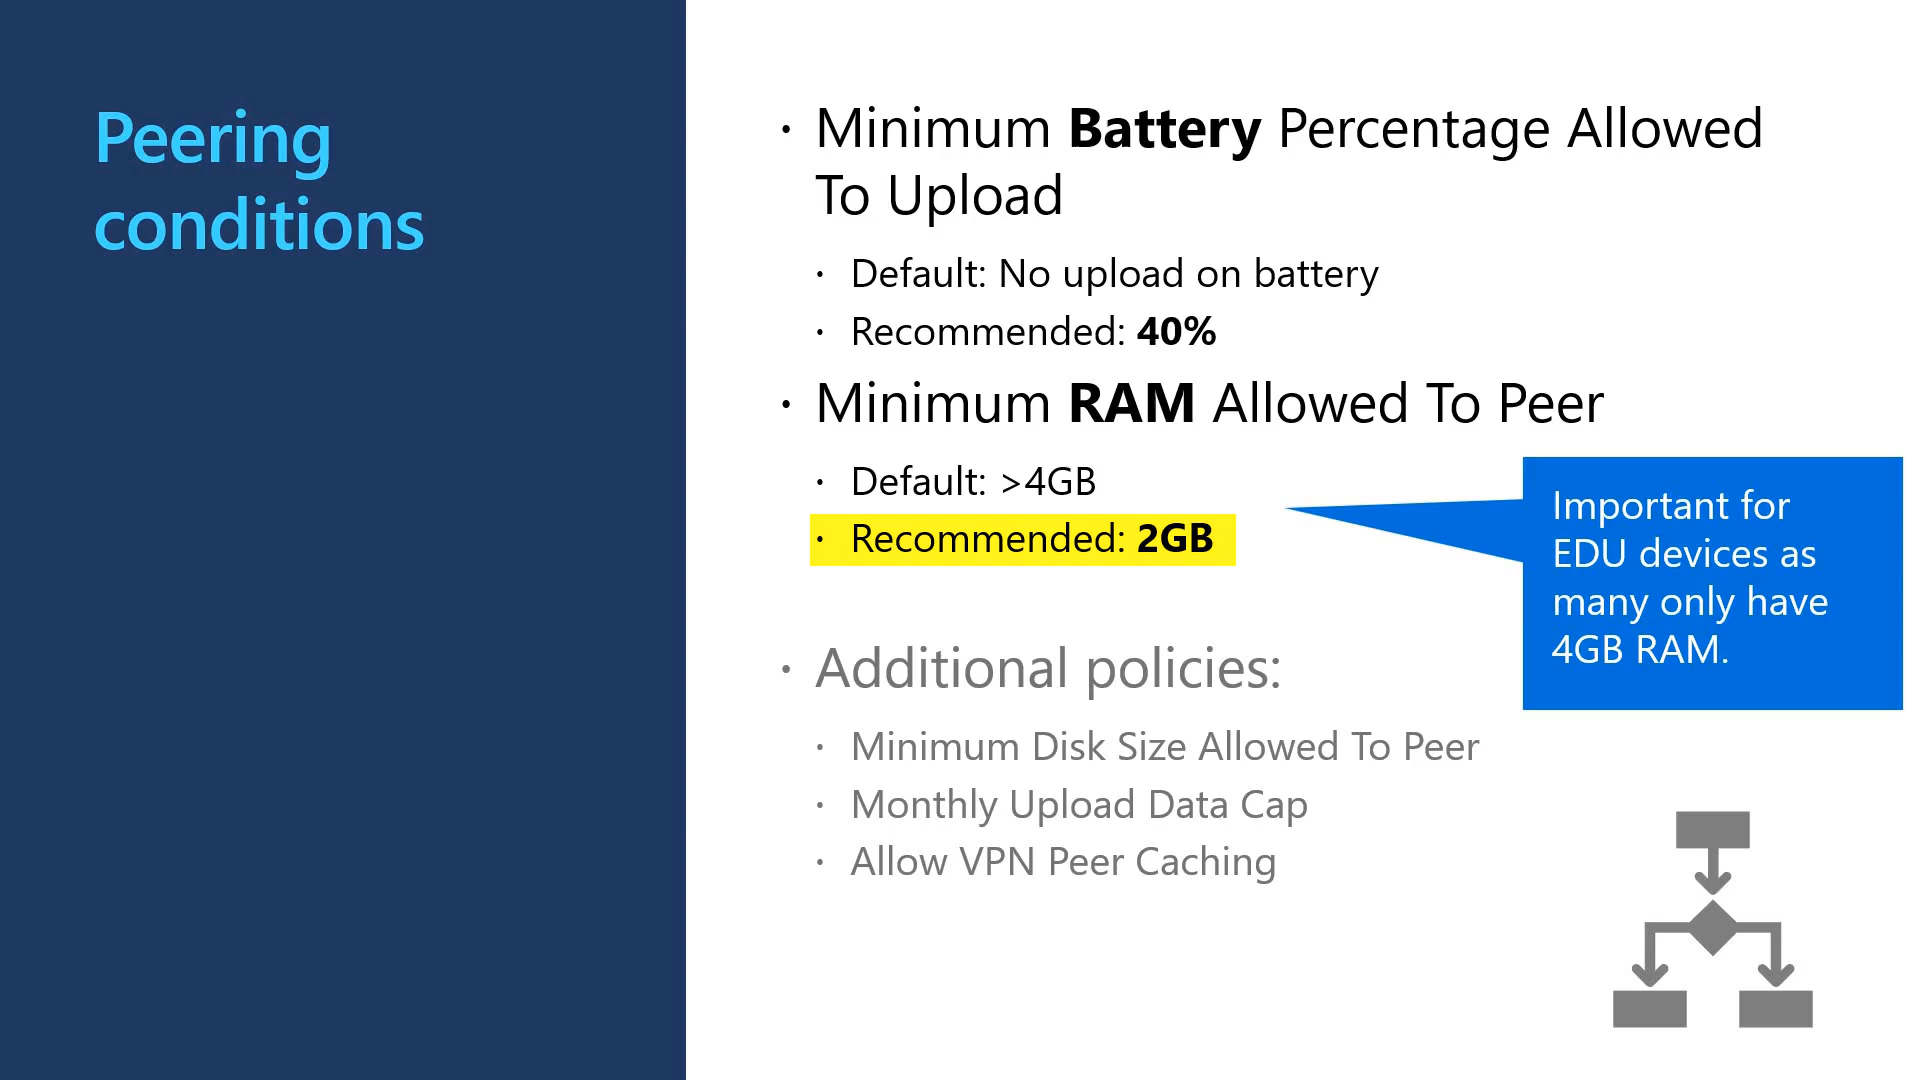 Peering
conditions
· Minimum Battery Percentage Allowed
To Upload
· Default: No upload on battery
· Recommended: 40%
· Minimum RAM Allowed To Peer
· Default: >4GB
· Recommended: 2GB
Important for
EDU devices as
many only have
4GB RAM.
· Additional policies:
· Minimum Disk Size Allowed To Peer
· Monthly Upload Data Cap
· Allow VPN Peer Caching